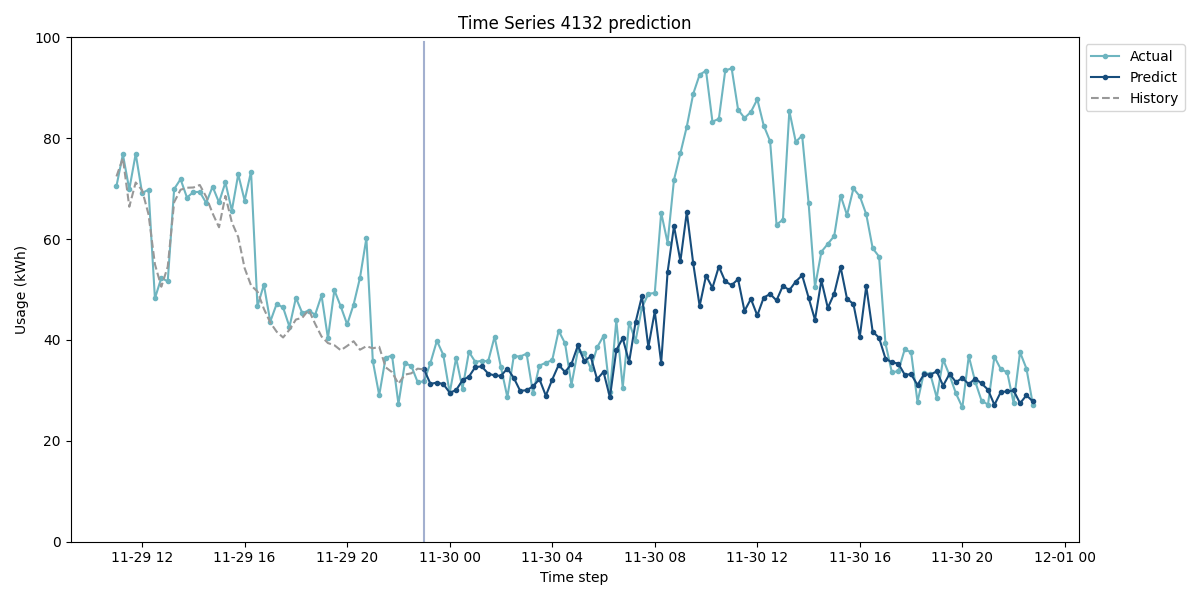 Time Series 4132 prediction
Actual
Predict
History
Usage (kWh)
100
80
60
40
20
0
11-29 12
11-29 16
11-29 20
11-30 00
11-30 04
11-30 08
11-30 12
11-30 16
11-30 20
12-01 00
Time step